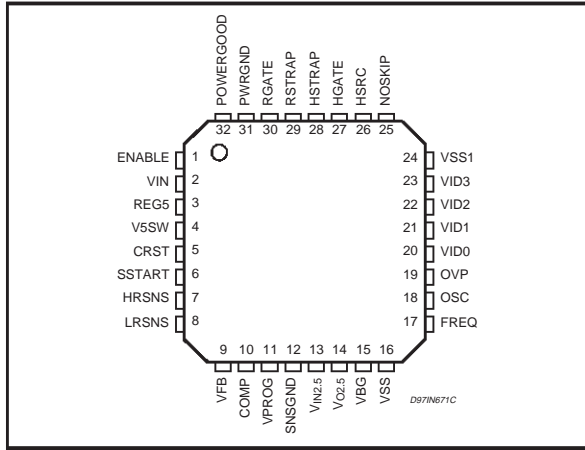 POWERGOOD
PWRGND
RGATE
RSTRAP
HSTRAP
HGATE
HSRC
NOSKIP
32 31 30 29 28 27 26 25
ENABLE 1 24 VSS1
VIN 2 23 VID3
REG5 3 22 VID2
V5SW 4 21 VID1
CRST 5 20 VID0
SSTART 6 19 OVP
HRSNS 7 18 OSC
LRSNS 8 17 FREQ
9 10 11 12 13 14 15 16
VFB
COMP
VPROG
SNSGND
VIN2.5
VO2.5
VBG
VSS
D97IN671C